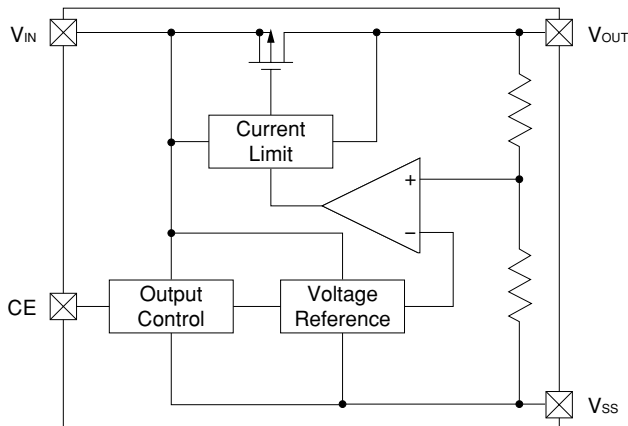 VIN
VOUT
Current
Limit
+
−
CE
Output
Control
Voltage
Reference
VSS